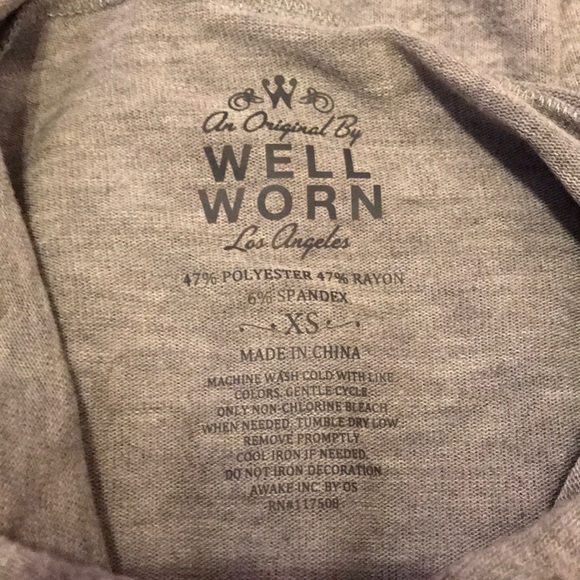 W
An Original By
WELL
WORN
Los Angeles
47% POLYESTER 47% RAYON
6% SPANDEX
XS
MADE IN CHINA
MACHINE WASH COLD WITH LIKE
COLORS, GENTLE CYCLE
ONLY NON-CHLORINE BLEACH
WHEN NEEDED, TUMBLE DRY LOW
REMOVE PROMPTLY.
COOL IRON IF NEEDED.
DO NOT IRON DECORATION
AWAKE INC. BY OS
RN#117508